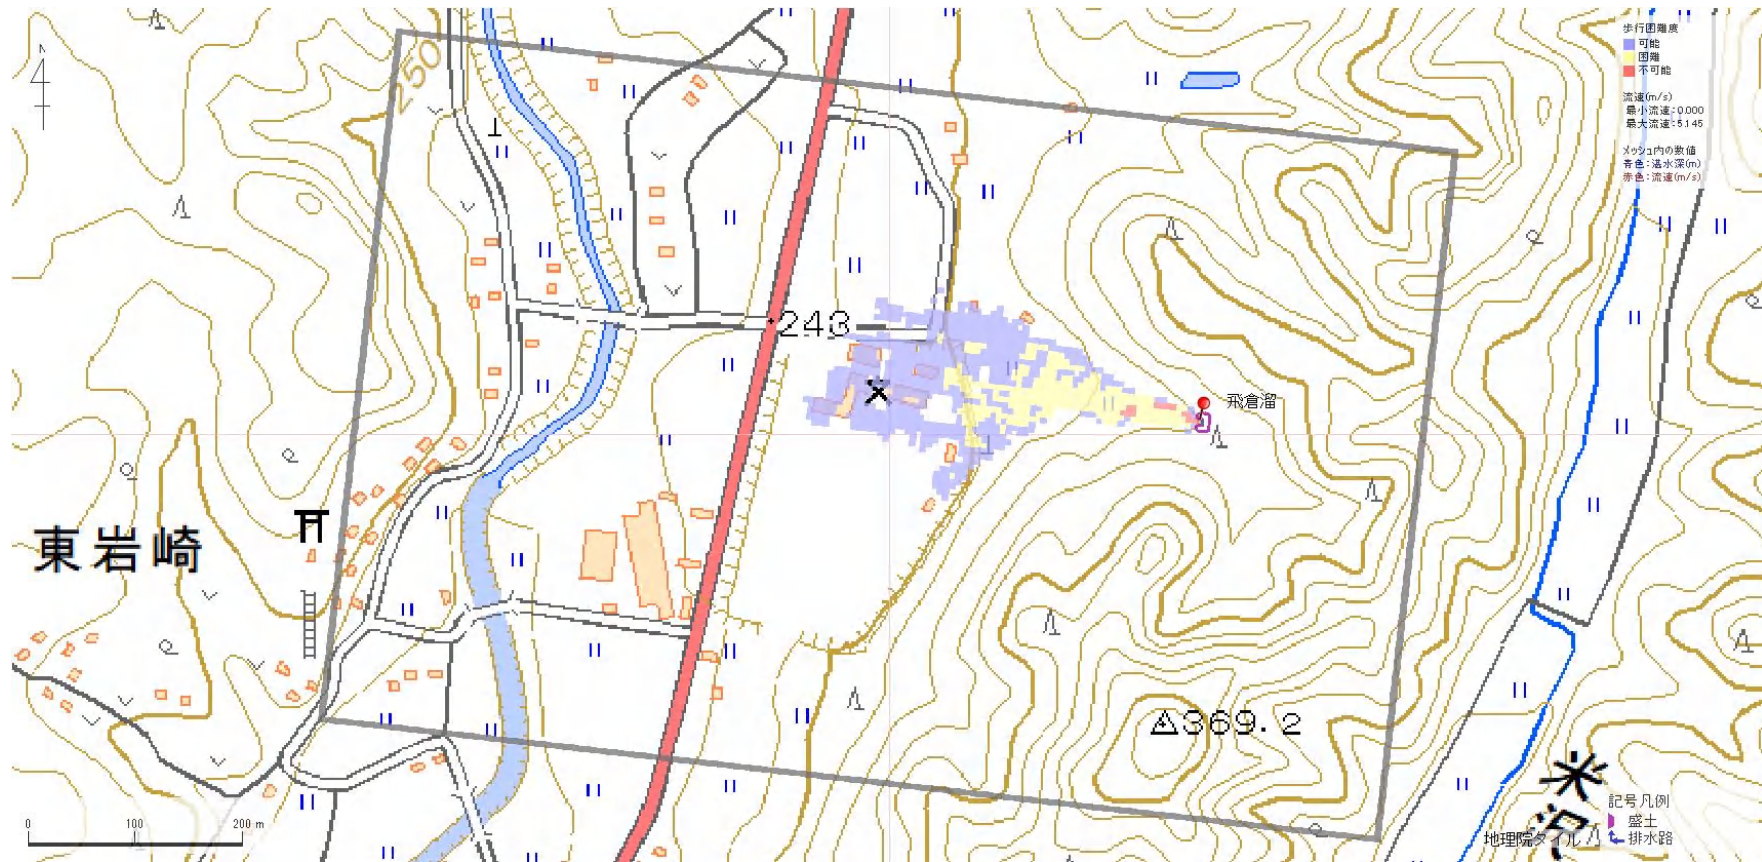 N
250
歩行困難度
可能
困難
不可能
流速(m/s)
最小流速:0.000
最大流速:5.145
メッシュ内の数値
青色:湛水深(m)
赤色:流速(m/s)
243
飛倉溜
東岩崎
369.2
米沢
記号凡例
盛土
排水路
地理院タイル
0 100 200 m